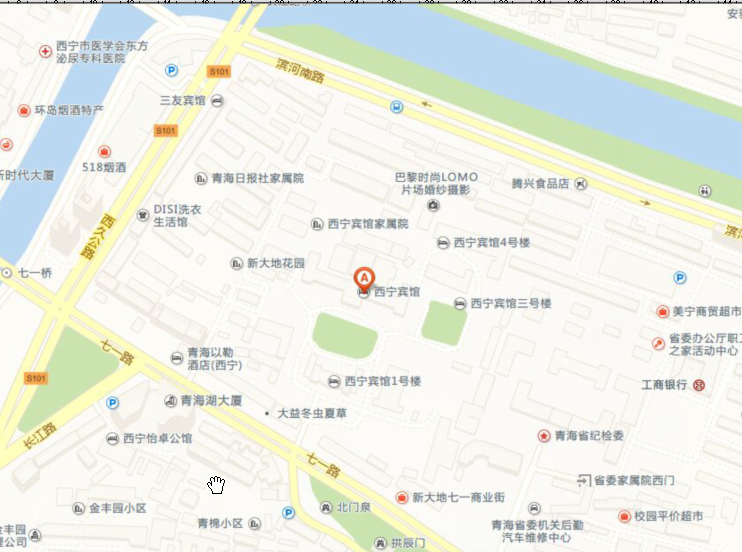 西宁市医学会东方
泌尿专科医院
P
S101
滨河南路
三友宾馆
环岛烟酒特产
S101
518烟酒
新时代大厦
青海日报社家属院
巴黎时尚LOMO
片场婚纱摄影
腾兴食品店
DISI洗衣
生活馆
西久公路
西宁宾馆家属院
西宁宾馆4号楼
七一桥
新大地花园
A
西宁宾馆
西宁宾馆三号楼
P
美宁商贸超市
省委办公厅职工
之家活动中心
七一路
青海以勒
酒店(西宁)
S101
西宁宾馆1号楼
工商银行
P
青海湖大厦
大益冬虫夏草
长江路
西宁怡卓公馆
青海省纪检委
七一路
省委家属院西门
金丰园小区
P
北门泉
新大地七一商业街
青棉小区
青海省委机关后勤
汽车维修中心
校园平价超市
金丰园
拱辰门